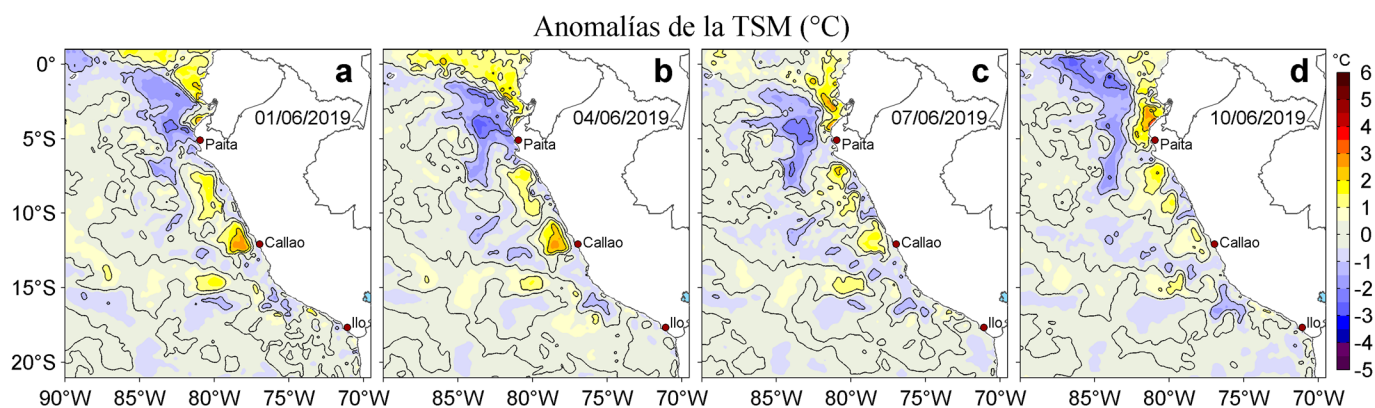 Anomalías de la TSM (°C)
a
b
c
d
01/06/2019
04/06/2019
07/06/2019
10/06/2019
Paita
Callao
Ilo
Paita
Callao
Ilo
Paita
Callao
Ilo
Paita
Callao
Ilo
0°
5°S
10°S
15°S
20°S
90°W 85°W 80°W 75°W 70°W
85°W 80°W 75°W 70°W
85°W 80°W 75°W 70°W
85°W 80°W 75°W 70°W
°C
6
5
4
3
2
1
0
-1
-2
-3
-4
-5